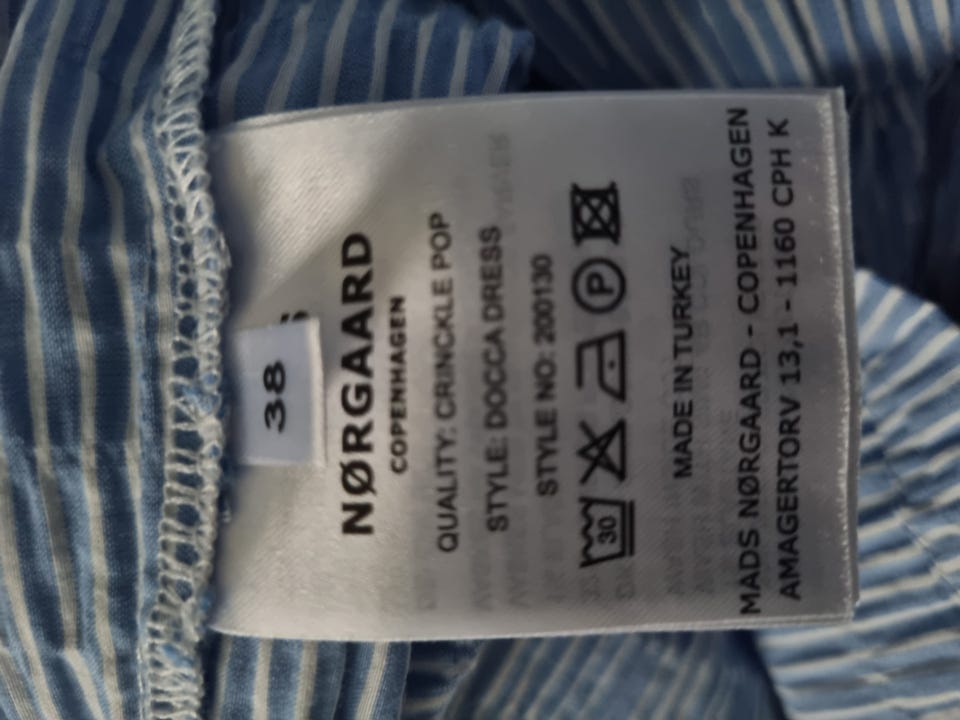 38
NØRGAARD
COPENHAGEN
QUALITY: CRINCKLE POP
STYLE: DOCCA DRESS
STYLE NO: 200130
30
P
MADE IN TURKEY
MADS NØRGAARD - COPENHAGEN
AMAGERTORV 13,1 - 1160 CPH K